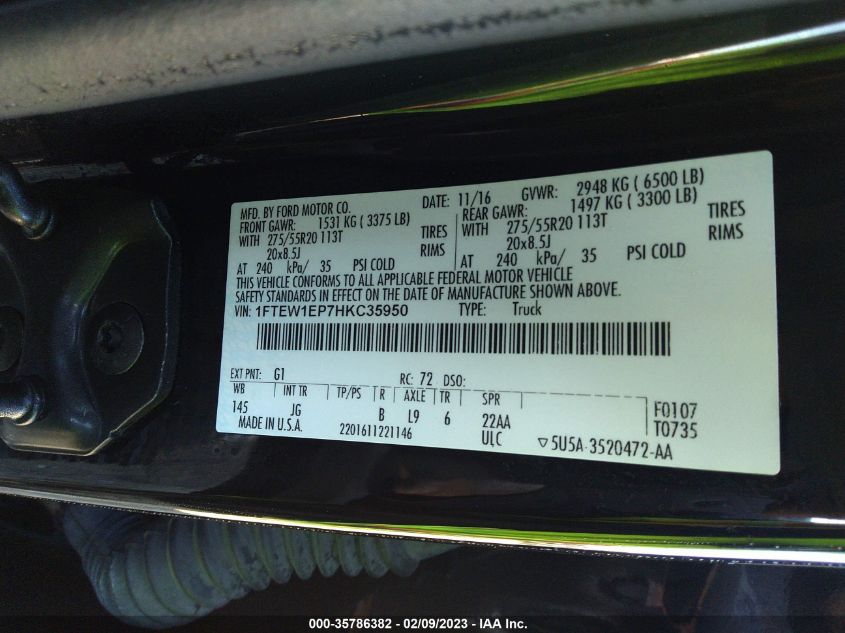 MFD. BY FORD MOTOR CO. DATE: 11/16 GVWR: 2948 KG ( 6500 LB)
FRONT GAWR: 1531 KG ( 3375 LB) REAR GAWR: 1497 KG ( 3300 LB)
WITH 275/55R20 113T TIRES WITH 275/55R20 113T TIRES
20x8.5J RIMS 20x8.5J RIMS
AT 240 kPa/ 35 PSI COLD AT 240 kPa/ 35 PSI COLD
THIS VEHICLE CONFORMS TO ALL APPLICABLE FEDERAL MOTOR VEHICLE
SAFETY STANDARDS IN EFFECT ON THE DATE OF MANUFACTURE SHOWN ABOVE.
VIN: 1FTEW1EP7HKC35950 TYPE: Truck
EXT PNT: G1 RC: 72 DSO:
WB INT TR TP/PS R AXLE TR SPR
145 JG B L9 6 22AA F0107
MADE IN U.S.A. 2201611221146 ULC T0735
▽5U5A-3520472-AA
000-35786382 - 02/09/2023 - IAA Inc.